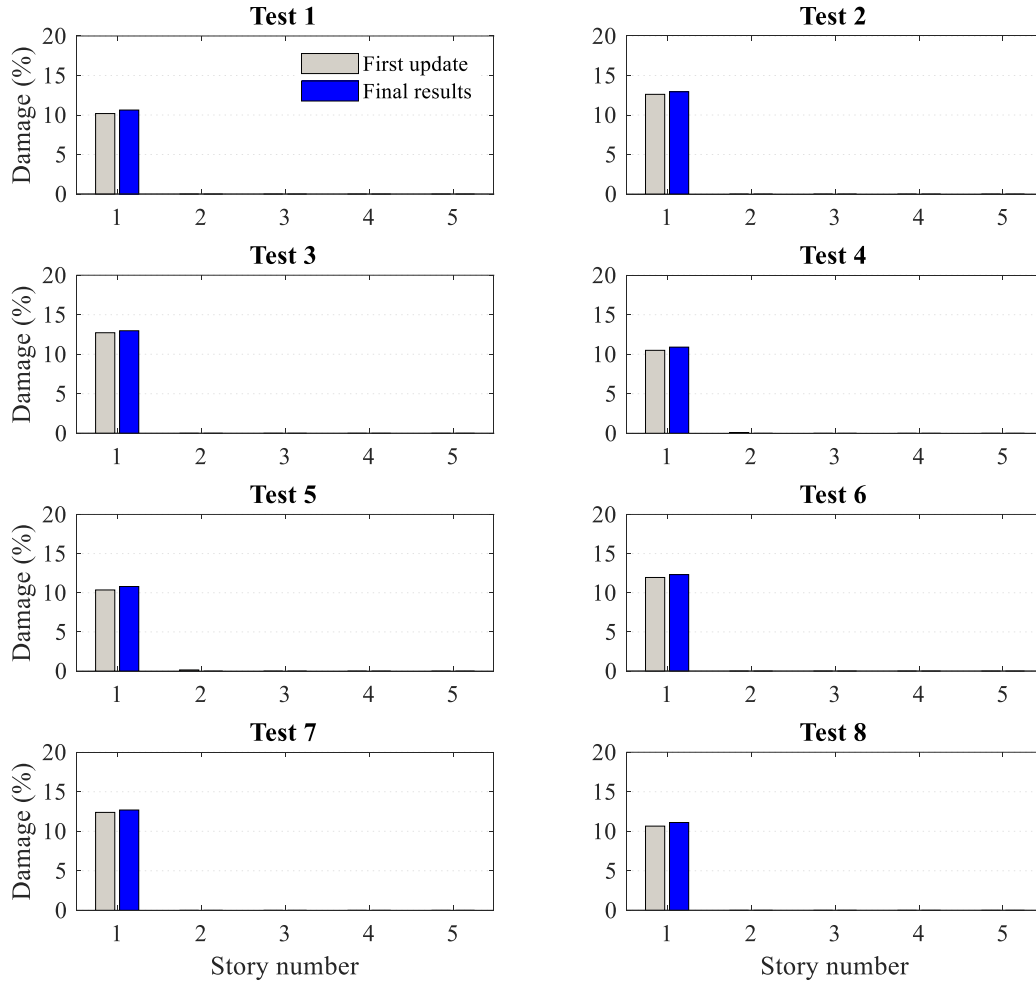 Test 1
Damage (%)
20
15
10
5
0
First update
Final results
1 2 3 4 5
Test 2
20
15
10
5
0
1 2 3 4 5
Test 3
Damage (%)
20
15
10
5
0
1 2 3 4 5
Test 4
20
15
10
5
0
1 2 3 4 5
Test 5
Damage (%)
20
15
10
5
0
1 2 3 4 5
Test 6
20
15
10
5
0
1 2 3 4 5
Test 7
Damage (%)
20
15
10
5
0
1 2 3 4 5
Story number
Test 8
20
15
10
5
0
1 2 3 4 5
Story number